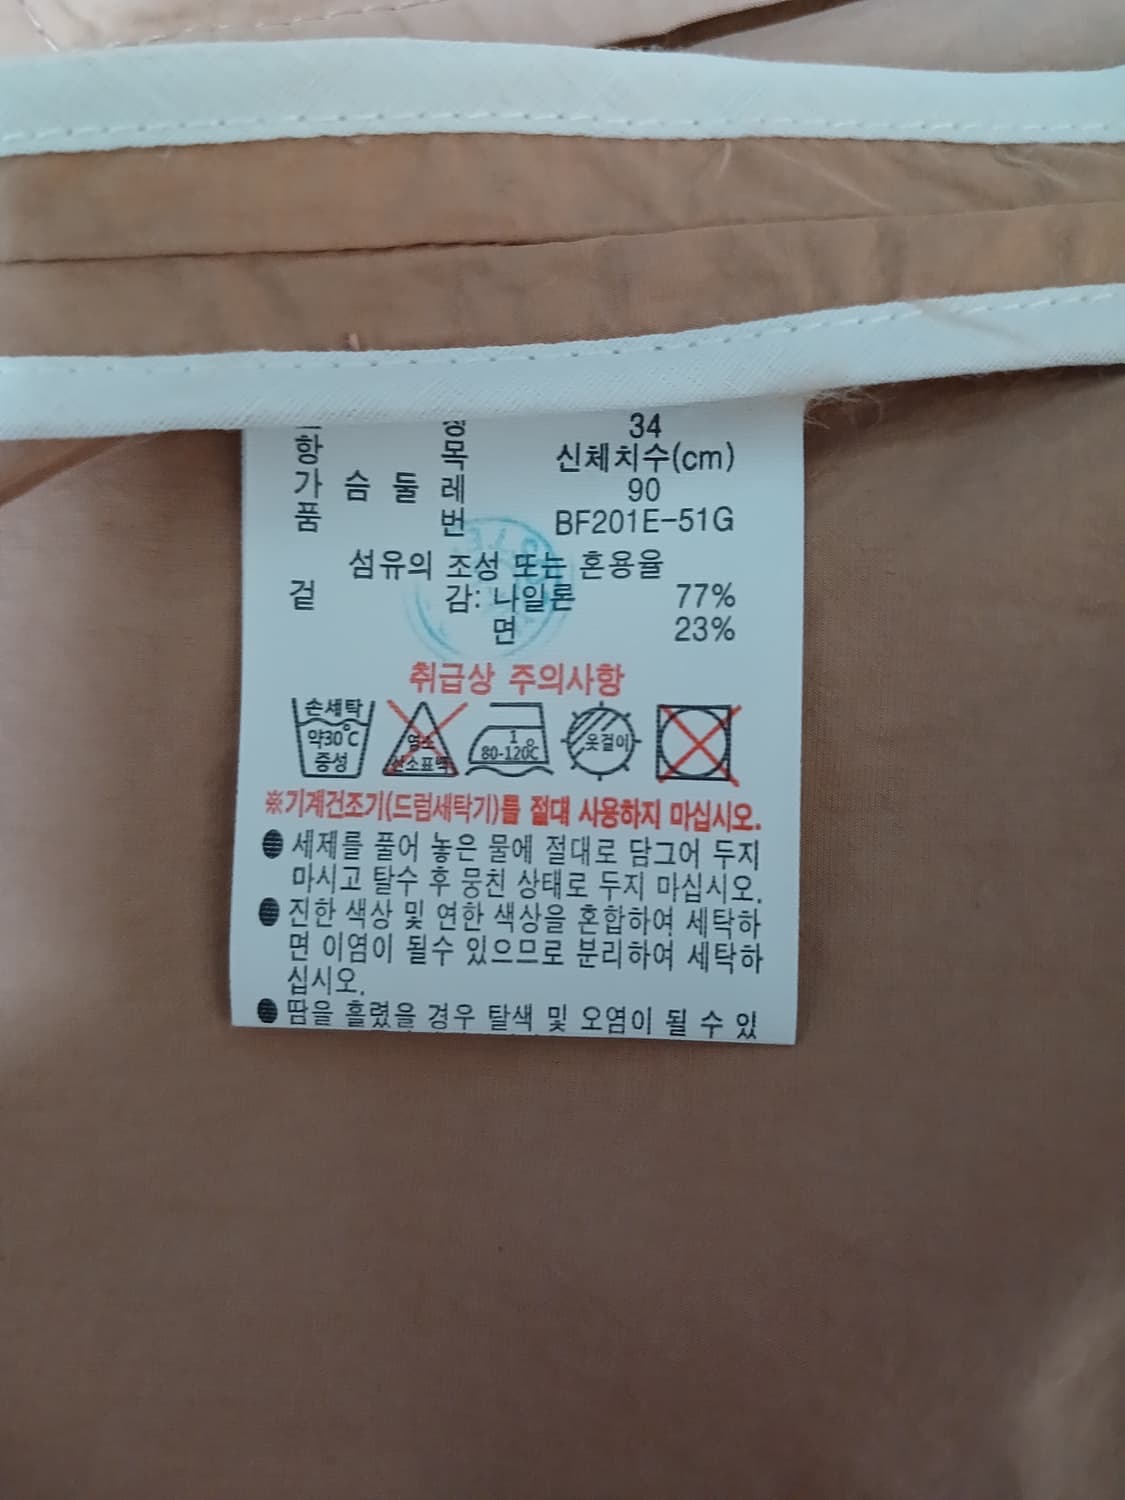 34
항 목 신체치수(cm)
가 슴 둘 레 90
품 번 BF201E-51G
섬유의 조성 또는 혼용율
겉 감: 나일론 77%
면 23%
취급상 주의사항
손세탁
약30℃
중성
염소
산소표백
1
80-120℃
옷걸이
※기계건조기(드럼세탁기)를 절대 사용하지 마십시오.
● 세제를 풀어 놓은 물에 절대로 담그어 두지
마시고 탈수 후 뭉친 상태로 두지 마십시오.
● 진한 색상 및 연한 색상을 혼합하여 세탁하
면 이염이 될수 있으므로 분리하여 세탁하
십시오.
● 땀을 흘렸을 경우 탈색 및 오염이 될 수 있